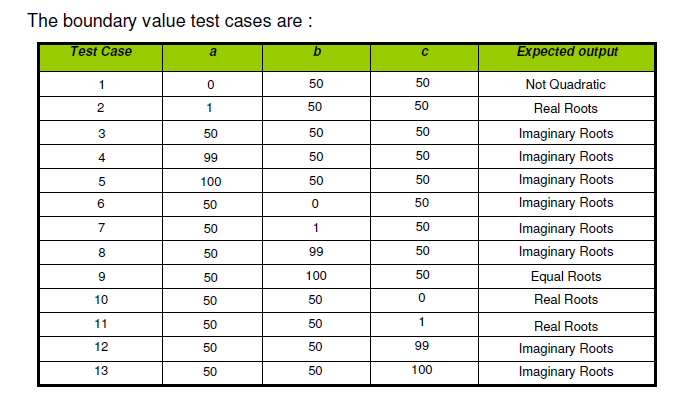 The boundary value test cases are :
Test Case a b c Expected output
1 0 50 50 Not Quadratic
2 1 50 50 Real Roots
3 50 50 50 Imaginary Roots
4 99 50 50 Imaginary Roots
5 100 50 50 Imaginary Roots
6 50 0 50 Imaginary Roots
7 50 1 50 Imaginary Roots
8 50 99 50 Imaginary Roots
9 50 100 50 Equal Roots
10 50 50 0 Real Roots
11 50 50 1 Real Roots
12 50 50 99 Imaginary Roots
13 50 50 100 Imaginary Roots